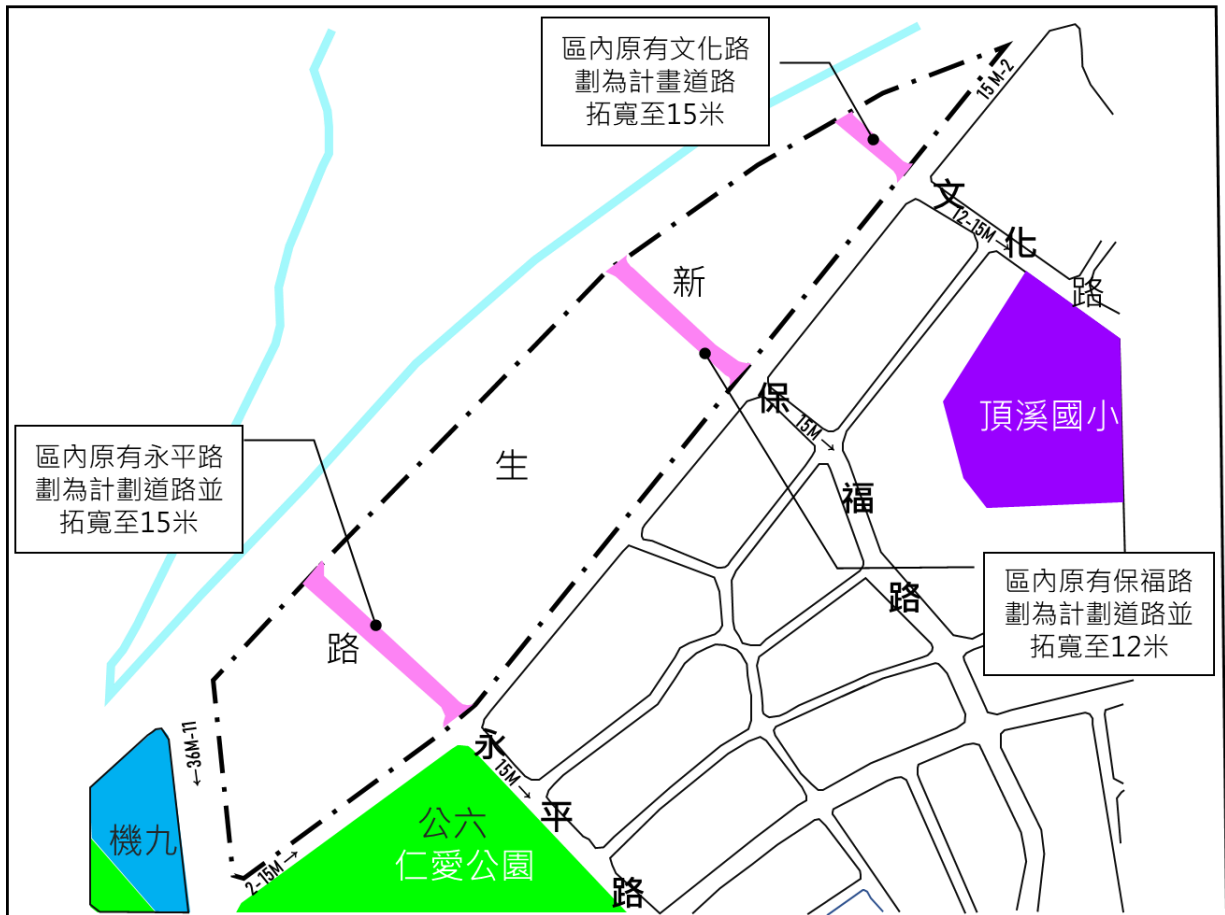 區內原有文化路
劃為計畫道路
拓寬至15米
15 M-2
文化路
12-15M→
新生路
頂溪國小
保福路
15M→
區內原有永平路
劃為計劃道路並
拓寬至15米
區內原有保福路
劃為計劃道路並
拓寬至12米
←36M-11
永平路
15M→
機九
2-15M→
公六
仁愛公園